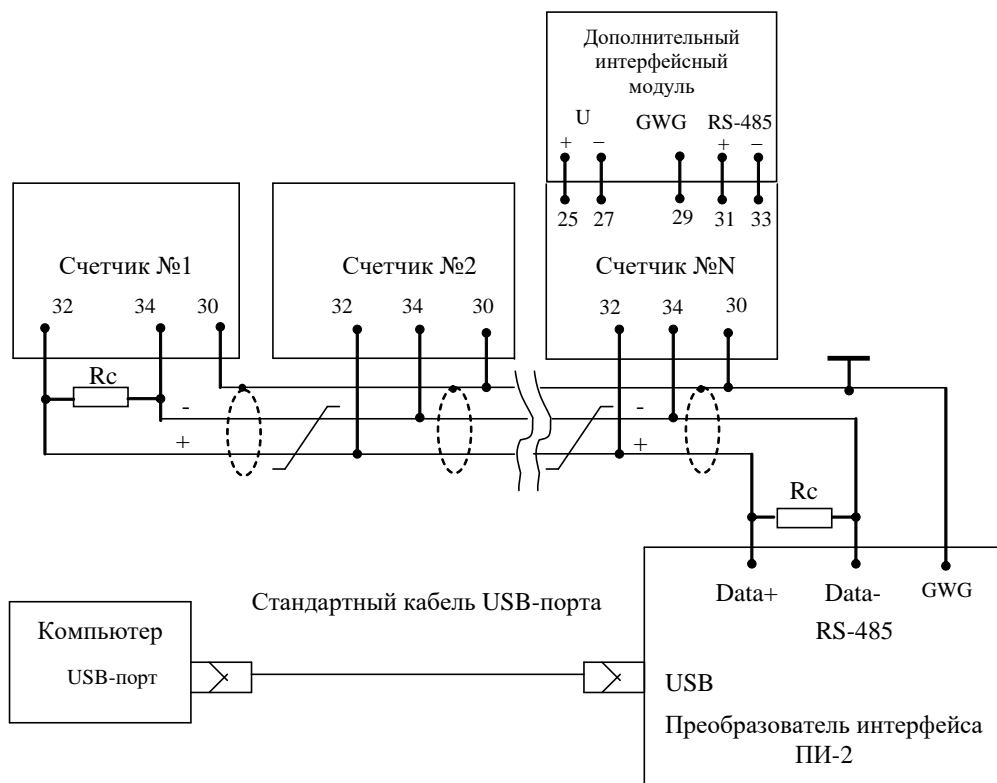 Дополнительный
интерфейсный
модуль
U GWG RS-485
+ − + −
25 27 29 31 33
Счетчик №1 Счетчик №2 Счетчик №N
32 34 30 32 34 30 32 34 30
Rc
- -
+ +
Rc
Data+ Data- GWG
RS-485
Стандартный кабель USB-порта
Компьютер
USB-порт
USB
Преобразователь интерфейса
ПИ-2